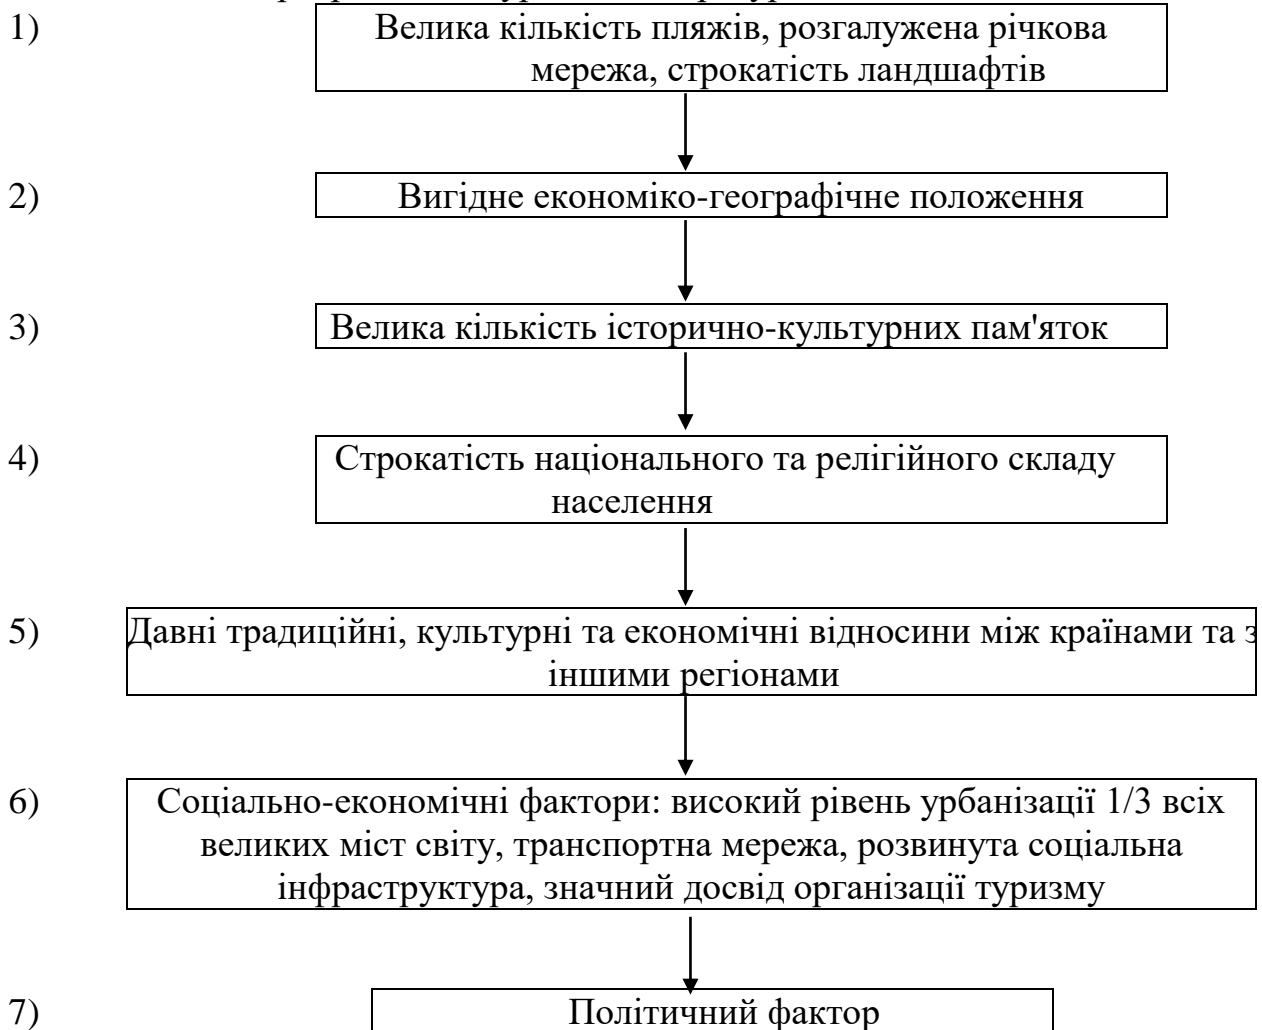 1) Велика кількість пляжів, розгалужена річкова
мережа, строкатість ландшафтів
2) Вигідне економіко-географічне положення
3) Велика кількість історично-культурних пам'яток
4) Строкатість національного та релігійного складу
населення
5) Давні традиційні, культурні та економічні відносини між країнами та з
іншими регіонами
6) Соціально-економічні фактори: високий рівень урбанізації 1/3 всіх
великих міст світу, транспортна мережа, розвинута соціальна
інфраструктура, значний досвід організації туризму
7) Політичний фактор